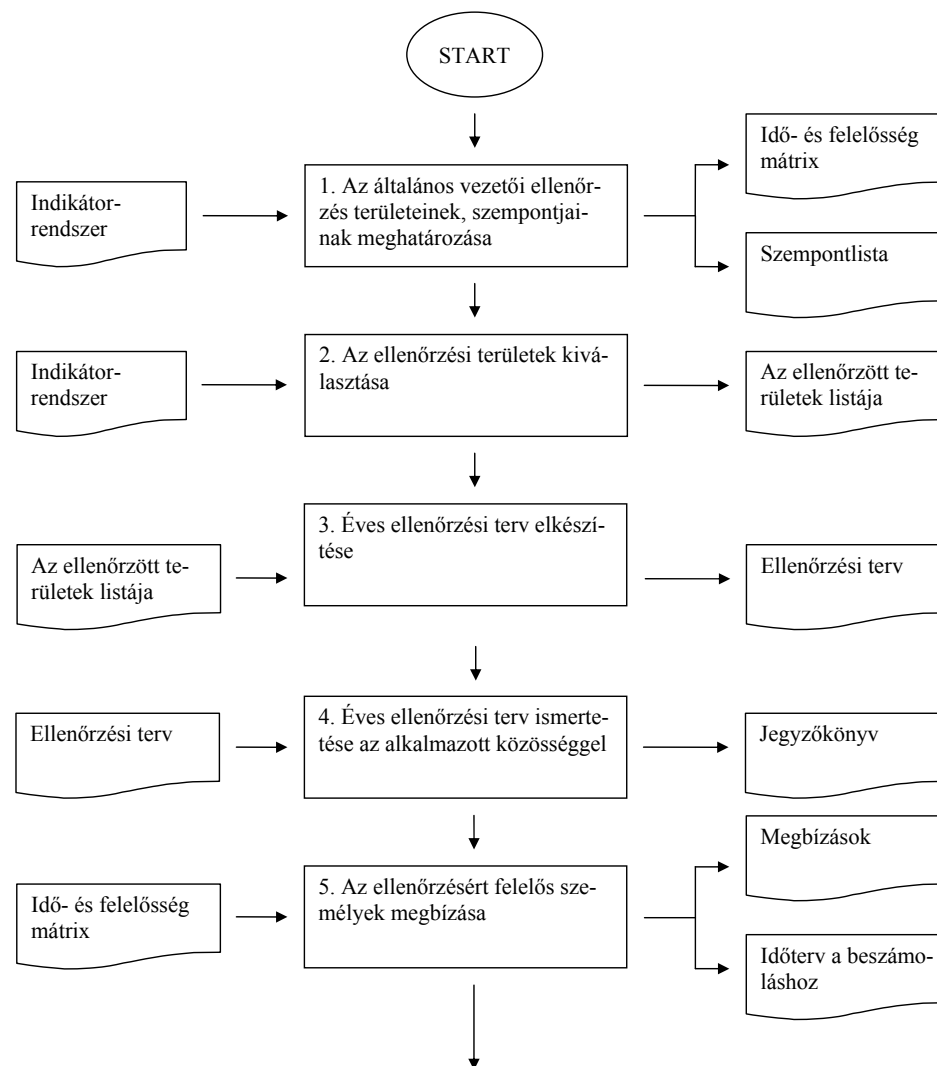 START
Indikátor-
rendszer
1. Az általános vezetői ellenőr-
zés területeinek, szempontjai-
nak meghatározása
Idő- és felelősség
mátrix
Szempontlista
Indikátor-
rendszer
2. Az ellenőrzési területek kivá-
lasztása
Az ellenőrzött te-
rületek listája
Az ellenőrzött te-
rületek listája
3. Éves ellenőrzési terv elkészí-
tése
Ellenőrzési terv
Ellenőrzési terv
4. Éves ellenőrzési terv ismerte-
tése az alkalmazott közösséggel
Jegyzőkönyv
Idő- és felelősség
mátrix
5. Az ellenőrzésért felelős sze-
mélyek megbízása
Megbízások
Időterv a beszámo-
láshoz